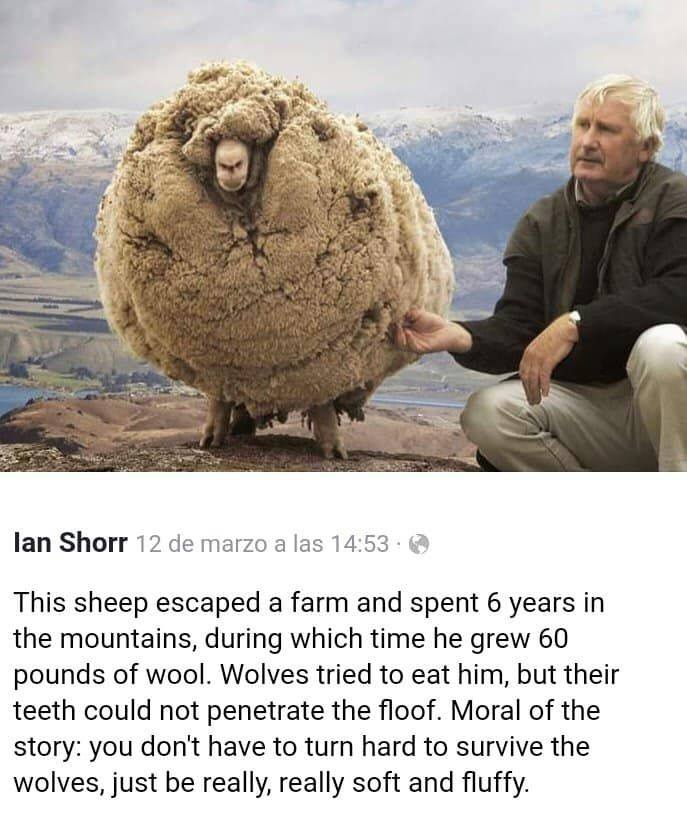 Ian Shorr 12 de marzo a las 14:53 ·
This sheep escaped a farm and spent 6 years in
the mountains, during which time he grew 60
pounds of wool. Wolves tried to eat him, but their
teeth could not penetrate the floof. Moral of the
story: you don't have to turn hard to survive the
wolves, just be really, really soft and fluffy.